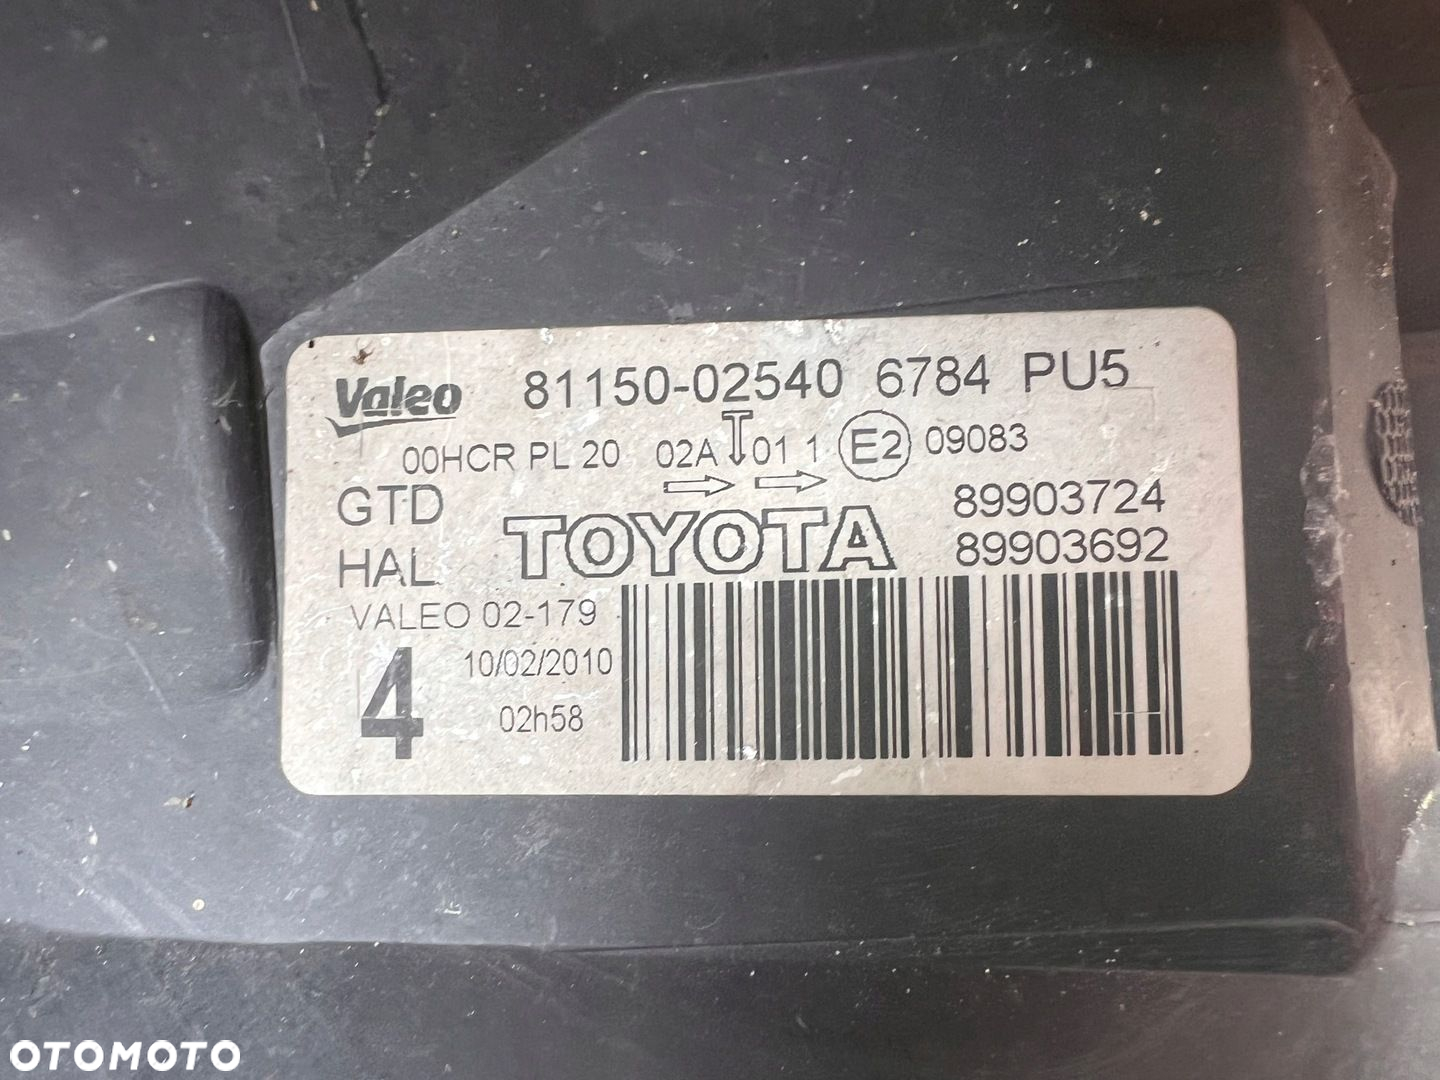 Valeo 81150-02540 6784 PU5
00HCR PL 20 02A 01 1 E2 09083
GTD TOYOTA 89903724
HAL 89903692
VALEO 02-179
4 10/02/2010
02h58
OTOMOTO